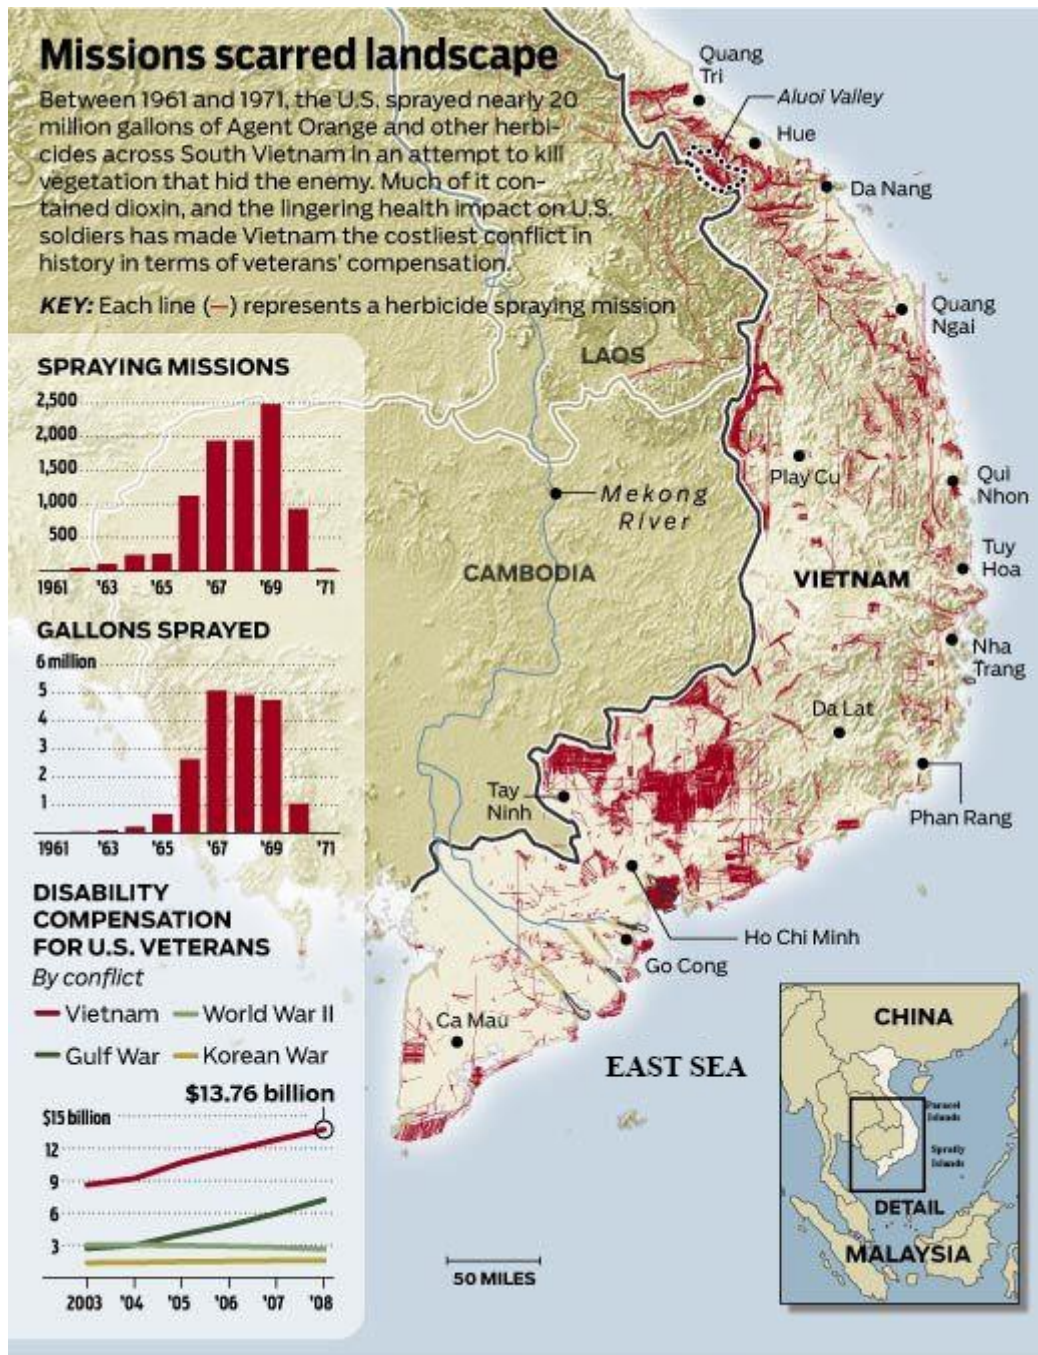 Missions scarred landscape
Between 1961 and 1971, the U.S. sprayed nearly 20
million gallons of Agent Orange and other herbi-
cides across South Vietnam in an attempt to kill
vegetation that hid the enemy. Much of it con-
tained dioxin, and the lingering health impact on U.S.
soldiers has made Vietnam the costliest conflict in
history in terms of veterans' compensation.
KEY: Each line (—) represents a herbicide spraying mission
Quang
Tri
Aluoi Valley
Hue
Da Nang
Quang
Ngai
LAOS
Play Cu
Qui
Nhon
Mekong
River
Tuy
Hoa
CAMBODIA
VIETNAM
Nha
Trang
Da Lat
Tay
Ninh
Phan Rang
Ho Chi Minh
Go Cong
Ca Mau
EAST SEA
50 MILES
SPRAYING MISSIONS
2,500
2,000
1,500
1,000
500
1961 '63 '65 '67 '69 '71
GALLONS SPRAYED
6 million
5
4
3
2
1
1961 '63 '65 '67 '69 '71
DISABILITY
COMPENSATION
FOR U.S. VETERANS
By conflict
Vietnam World War II
Gulf War Korean War
$13.76 billion
$15 billion
12
9
6
3
2003 '04 '05 '06 '07 '08
CHINA
Paracel
Islands
Spratly
Islands
DETAIL
MALAYSIA